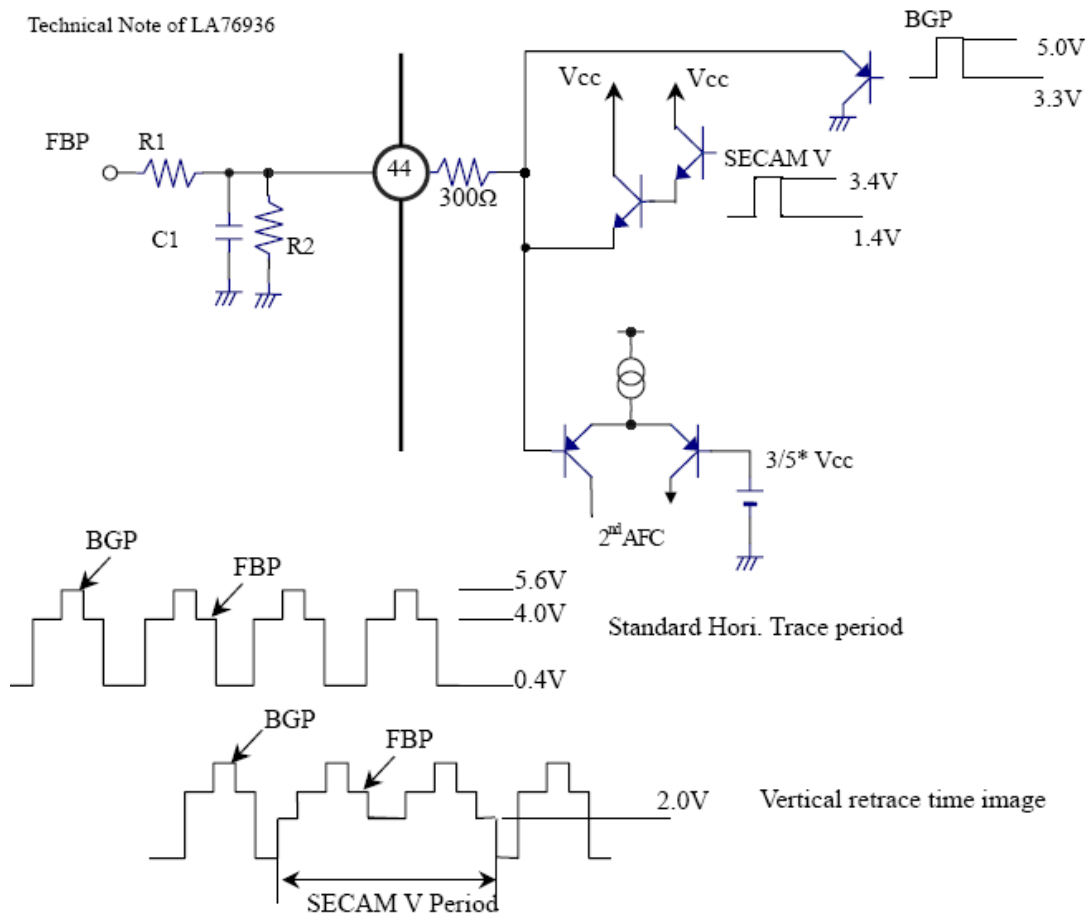 Technical Note of LA76936
BGP
5.0V
3.3V
Vcc
Vcc
FBP
R1
44
300Ω
SECAM V
3.4V
1.4V
C1
R2
3/5* Vcc
2nd AFC
BGP
FBP
5.6V
4.0V
0.4V
Standard Hori. Trace period
BGP
FBP
2.0V
Vertical retrace time image
SECAM V Period